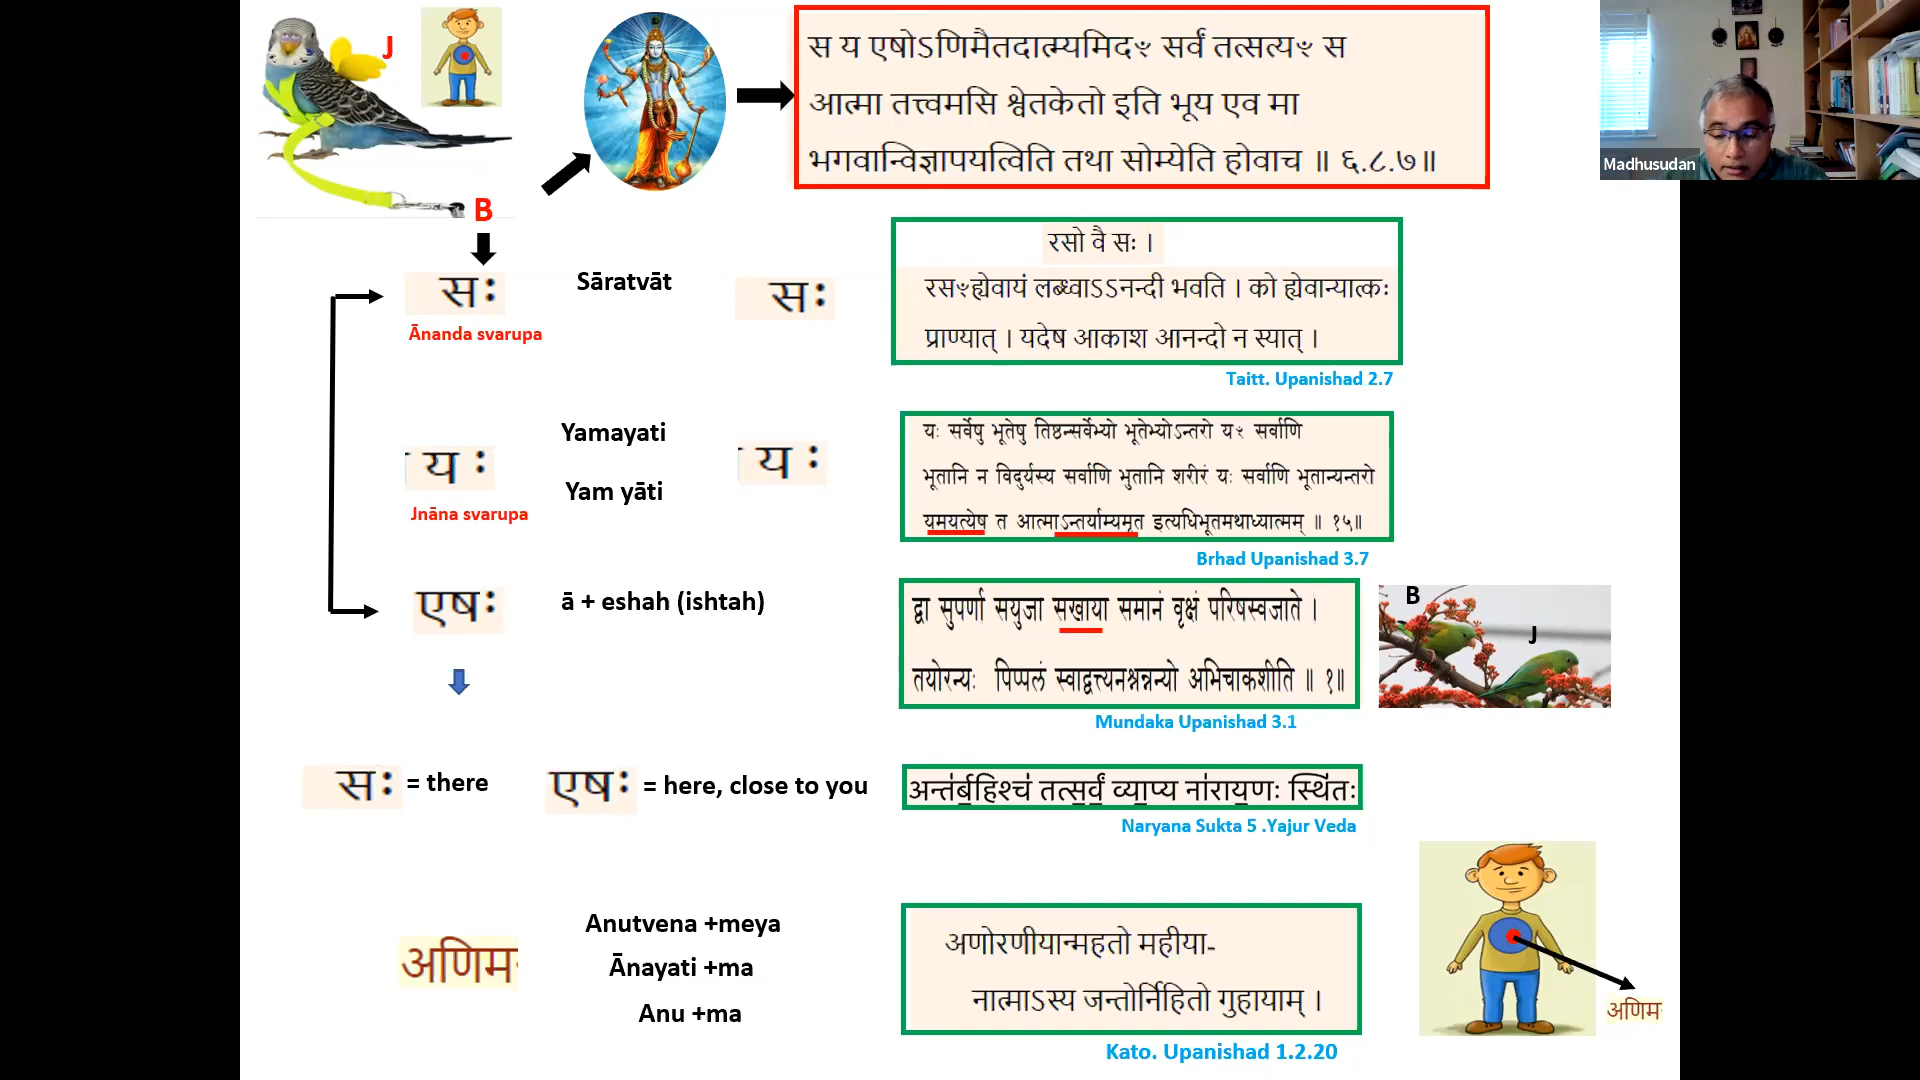 J
स य एषोऽणिमैतदात्म्यमिदꣳ सर्वं तत्सत्यꣳ स
आत्मा तत्त्वमसि श्वेतकेतो इति भूय एव मा
भगवान्विज्ञापयत्विति तथा सोम्येति होवाच ॥ ६.८.७॥
Madhusudan
B
सः
Ānanda svarupa
Sāratvāt
सः
रसो वै सः ।
रसꣳह्येवायं लब्ध्वाऽऽनन्दी भवति । को ह्येवान्यात्कः
प्राण्यात् । यदेष आकाश आनन्दो न स्यात् ।
Taitt. Upanishad 2.7
यः
Jnāna svarupa
Yamayati
Yam yāti
यः
यः सर्वेषु भूतेषु तिष्ठन्सर्वेभ्यो भूतेभ्योऽन्तरो यꣳ सर्वाणि
भूतानि न विदुर्यस्य सर्वाणि भुतानि शरीरं यः सर्वाणि भूतान्यन्तरो
यमयत्येष त आत्माऽन्तर्याम्यमृत इत्यधिभूतमथाध्यात्मम् ॥ १५॥
Brhad Upanishad 3.7
एषः
ā + eshah (ishtah)
द्वा सुपर्णा सयुजा सखाया समानं वृक्षं परिषस्वजाते ।
तयोरन्यः पिप्पलं स्वाद्वत्त्यनश्नन्नन्यो अभिचाकशीति ॥ १॥
Mundaka Upanishad 3.1
B
J
सः = there
एषः = here, close to you
अन्त॑र्ब॒हिश्च॑ तत्स॒र्वं॒ व्या॒प्य ना॑राय॒णः स्थि॑तः
Naryana Sukta 5 .Yajur Veda
अणिम
Anutvena +meya
Ānayati +ma
Anu +ma
अणोरणीयान्महतो महीया-
नात्माऽस्य जन्तोर्निहितो गुहायाम् ।
Kato. Upanishad 1.2.20
अणिम